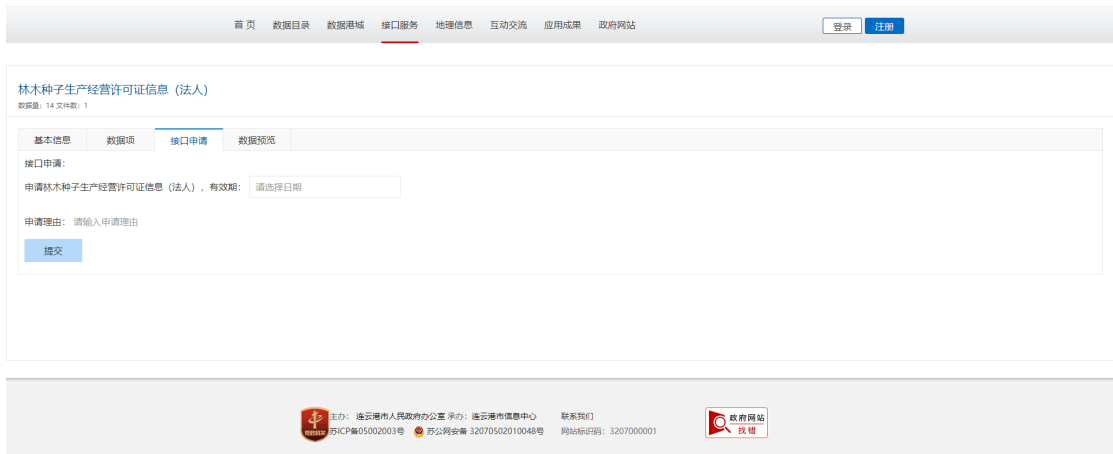 首 页 数据目录 数据港城 接口服务 地理信息 互动交流 应用成果 政府网站 登录 注册
林木种子生产经营许可证信息（法人）
数据量：14 文件数：1
基本信息 数据项 接口申请 数据预览
接口申请：
申请林木种子生产经营许可证信息（法人）, 有效期： 请选择日期
申请理由： 请输入申请理由
提交
主办： 连云港市人民政府办公室 承办：连云港市信息中心 联系我们
苏ICP备05002003号 苏公网安备 32070502010048号 网站标识码：3207000001
党政机关
政府网站
找错